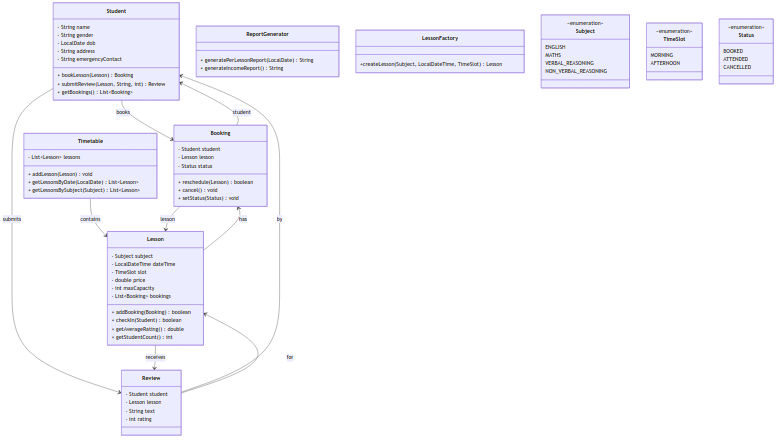 Student
- String name
- String gender
- LocalDate dob
- String address
- String emergencyContact
+ bookLesson(Lesson) : Booking
+ submitReview(Lesson, String, int) : Review
+ getBookings() : List<Booking>
ReportGenerator
+ generatePerLessonReport(LocalDate) : String
+ generateIncomeReport() : String
LessonFactory
+createLesson(Subject, LocalDateTime, TimeSlot) : Lesson
«enumeration»
Subject
ENGLISH
MATHS
VERBAL_REASONING
NON_VERBAL_REASONING
«enumeration»
TimeSlot
MORNING
AFTERNOON
«enumeration»
Status
BOOKED
ATTENDED
CANCELLED
books
student
Timetable
- List<Lesson> lessons
+ addLesson(Lesson) : void
+ getLessonsByDate(LocalDate) : List<Lesson>
+ getLessonsBySubject(Subject) : List<Lesson>
Booking
- Student student
- Lesson lesson
- Status status
+ reschedule(Lesson) : boolean
+ cancel() : void
+ setStatus(Status) : void
submits
contains
lesson
has
by
Lesson
- Subject subject
- LocalDateTime dateTime
- TimeSlot slot
- double price
- int maxCapacity
- List<Booking> bookings
+ addBooking(Booking) : boolean
+ checkIn(Student) : boolean
+ getAverageRating() : double
+ getStudentCount() : int
receives
for
Review
- Student student
- Lesson lesson
- String text
- int rating